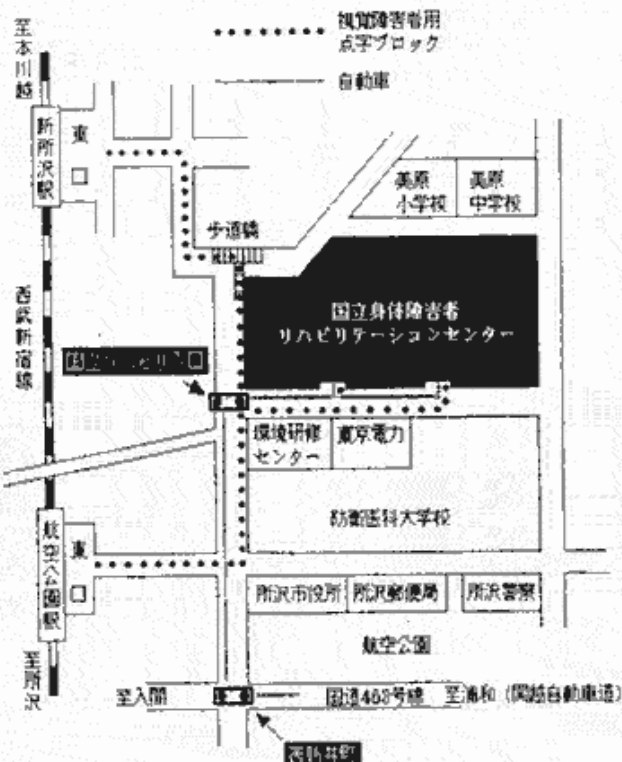 視覚障害者用
点字ブロック
自動車
至本川越
新所沢駅
東口
美原
小学校
美原
中学校
歩道橋
国立身体障害者
リハビリテーションセンター
西武新宿線
環境研修
センター
東京電力
防衛医科大学校
航空公園駅
東口
所沢市役所
所沢郵便局
所沢警察
航空公園
至所沢
至入間
国道463号線
至浦和(関越自動車道)